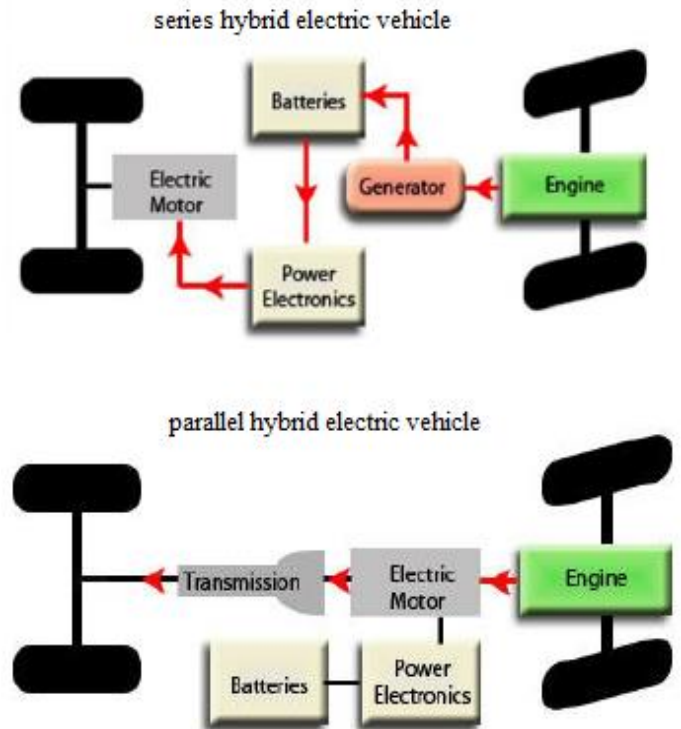 series hybrid electric vehicle
Batteries
Electric
Motor
Generator
Engine
Power
Electronics
parallel hybrid electric vehicle
Transmission
Electric
Motor
Engine
Batteries
Power
Electronics